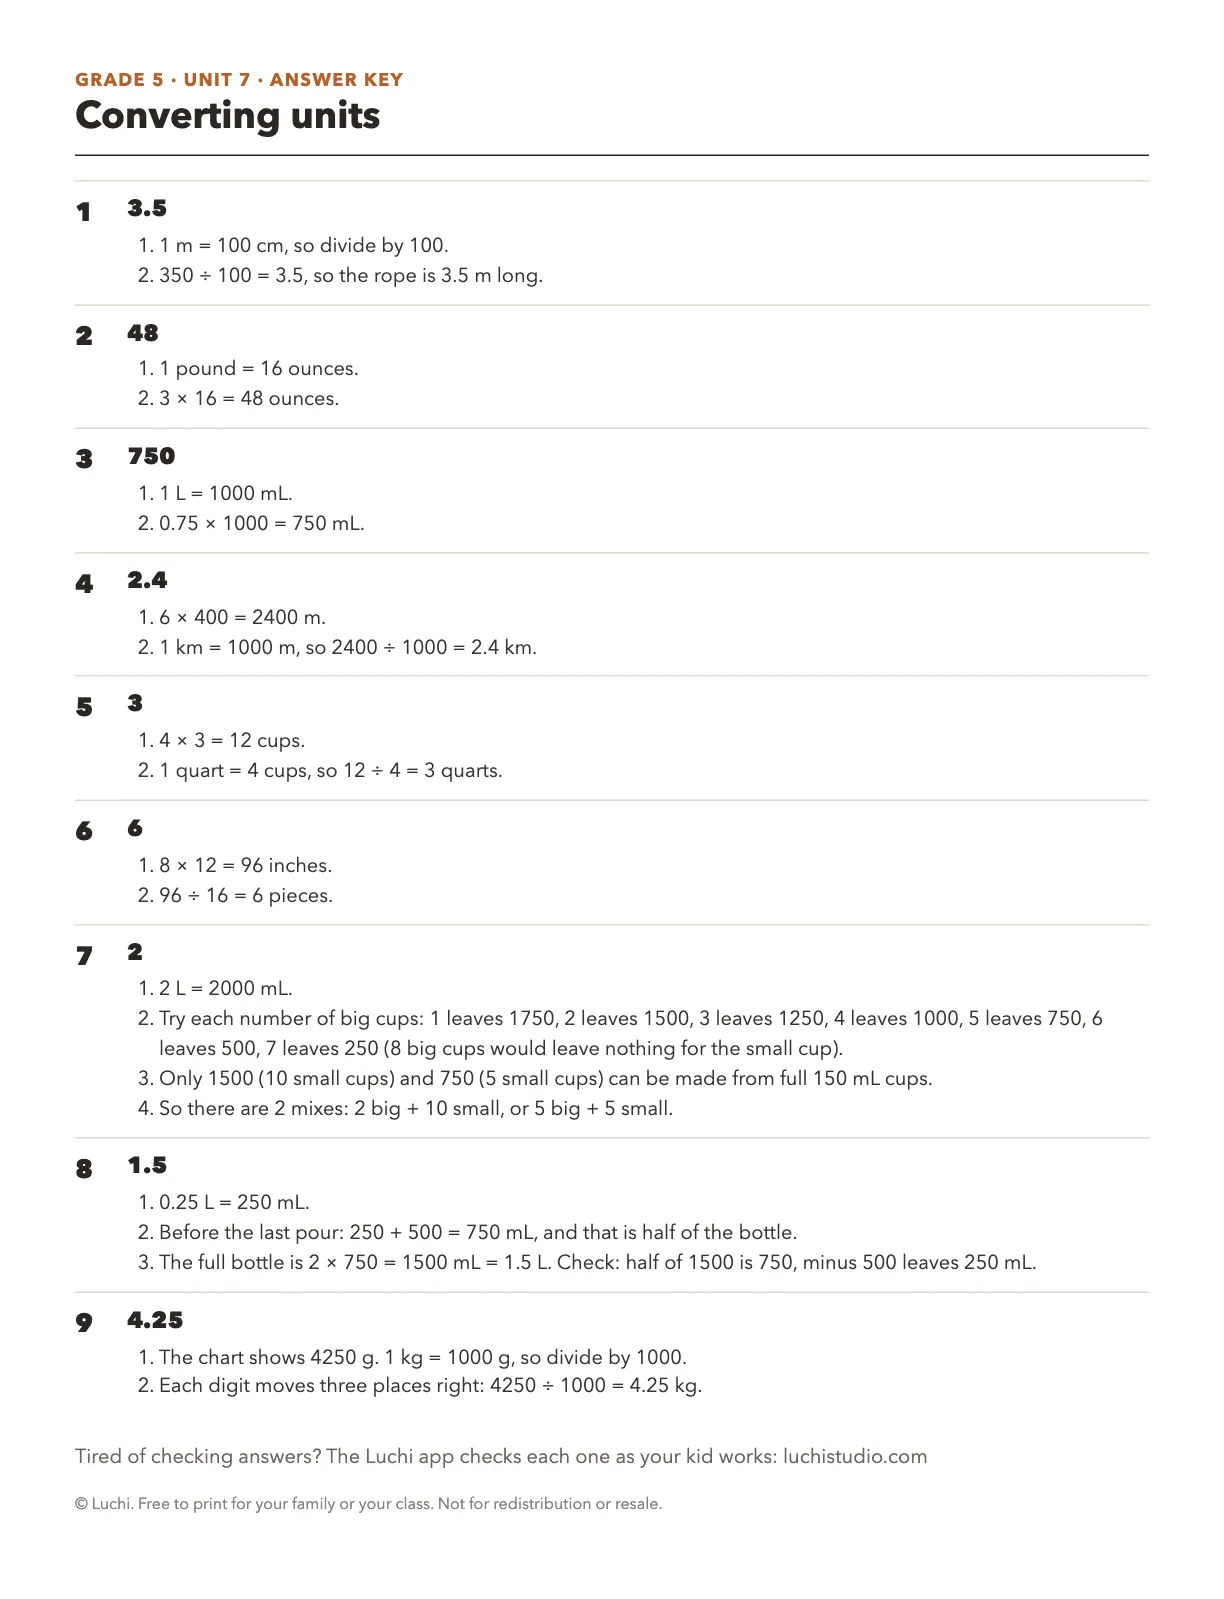 GRADE 5 · UNIT 7 · ANSWER KEY
Converting units
1 3.5
1. 1 m = 100 cm, so divide by 100.
2. 350 ÷ 100 = 3.5, so the rope is 3.5 m long.
2 48
1. 1 pound = 16 ounces.
2. 3 × 16 = 48 ounces.
3 750
1. 1 L = 1000 mL.
2. 0.75 × 1000 = 750 mL.
4 2.4
1. 6 × 400 = 2400 m.
2. 1 km = 1000 m, so 2400 ÷ 1000 = 2.4 km.
5 3
1. 4 × 3 = 12 cups.
2. 1 quart = 4 cups, so 12 ÷ 4 = 3 quarts.
6 6
1. 8 × 12 = 96 inches.
2. 96 ÷ 16 = 6 pieces.
7 2
1. 2 L = 2000 mL.
2. Try each number of big cups: 1 leaves 1750, 2 leaves 1500, 3 leaves 1250, 4 leaves 1000, 5 leaves 750, 6
leaves 500, 7 leaves 250 (8 big cups would leave nothing for the small cup).
3. Only 1500 (10 small cups) and 750 (5 small cups) can be made from full 150 mL cups.
4. So there are 2 mixes: 2 big + 10 small, or 5 big + 5 small.
8 1.5
1. 0.25 L = 250 mL.
2. Before the last pour: 250 + 500 = 750 mL, and that is half of the bottle.
3. The full bottle is 2 × 750 = 1500 mL = 1.5 L. Check: half of 1500 is 750, minus 500 leaves 250 mL.
9 4.25
1. The chart shows 4250 g. 1 kg = 1000 g, so divide by 1000.
2. Each digit moves three places right: 4250 ÷ 1000 = 4.25 kg.
Tired of checking answers? The Luchi app checks each one as your kid works: luchistudio.com
© Luchi. Free to print for your family or your class. Not for redistribution or resale.